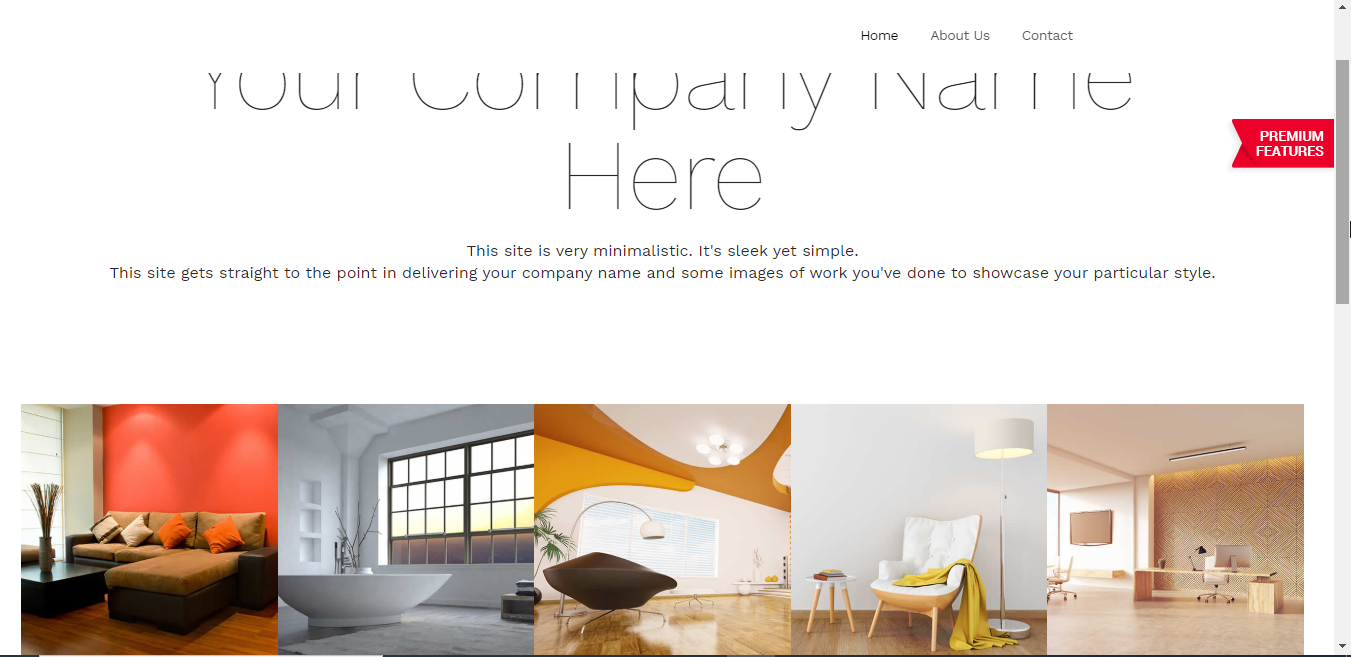 Home About Us Contact
Your Company Name
Here
PREMIUM
FEATURES
This site is very minimalistic. It's sleek yet simple.
This site gets straight to the point in delivering your company name and some images of work you've done to showcase your particular style.